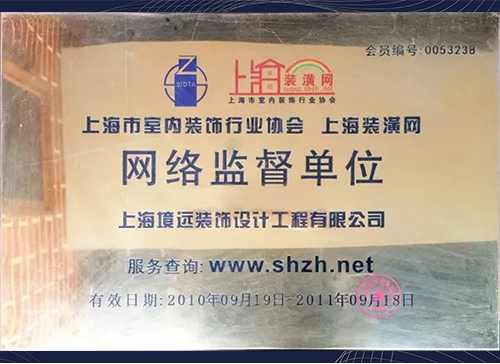 会员编号:0053238
SIDTA
上海装潢网
www.shzh.net
上海市室内装饰行业协会
上海市室内装饰行业协会 上海装潢网
网络监督单位
上海境远装饰设计工程有限公司
服务查询: www.shzh.net
有效日期:2010年09月19日-2011年09月18日